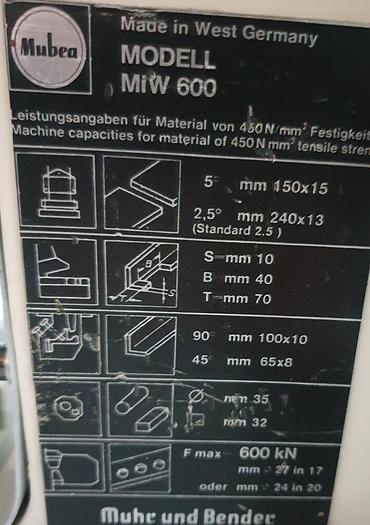 Mubea
Made in West Germany
MODELL
MiW 600
Leistungsangaben für Material von 450 N/mm² Festigkeit
Machine capacities for material of 450 N mm² tensile stren
5° mm 150x15
2,5° mm 240x13
(Standard 2.5°)
S mm 10
B mm 40
T mm 70
B
T
S
90° mm 100x10
45° mm 65x8
Ø mm 35
mm 32
F max 600 kN
mm 27 in 17
oder mm 24 in 20
Muhr und Bender